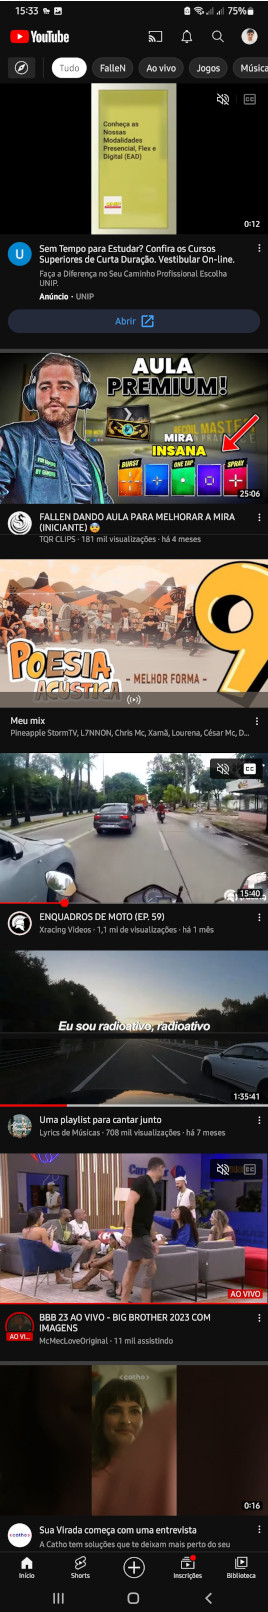 15:33
75%
YouTube
Tudo
FalleN
Ao vivo
Jogos
Música
Conheça as
Nossas
Modalidades
Presencial, Flex e
Digital (EAD)
0:12
U
Sem Tempo para Estudar? Confira os Cursos
Superiores de Curta Duração. Vestibular On-line.
Faça a Diferença no Seu Caminho Profissional Escolha
UNIP.
Anúncio · UNIP
Abrir
AULA
PREMIUM!
MIRA
INSANA
BURST
ONE TAP
SPRAY
25:06
FALLEN DANDO AULA PARA MELHORAR A MIRA
(INICIANTE) 😨
TQR CLIPS · 181 mil visualizações · há 4 meses
POESIA
ACÚSTICA
- MELHOR FORMA -
9
Meu mix
Pineapple StormTV, L7NNON, Chris Mc, Xamã, Lourena, César Mc, D...
CC
15:40
ENQUADROS DE MOTO (EP. 59)
Xracing Videos · 1,1 mi de visualizações · há 1 mês
Eu sou radioativo, radioativo
1:35:41
Uma playlist para cantar junto
Lyrics de Músicas · 708 mil visualizações · há 7 meses
AO VIVO
BBB 23 AO VIVO - BIG BROTHER 2023 COM
IMAGENS
AO VI...
McMecLoveOriginal · 11 mil assistindo
<catho>
0:16
<catho>
Sua Virada começa com uma entrevista
A Catho tem soluções que te deixam mais perto do seu
Início
Shorts
Inscrições
Biblioteca